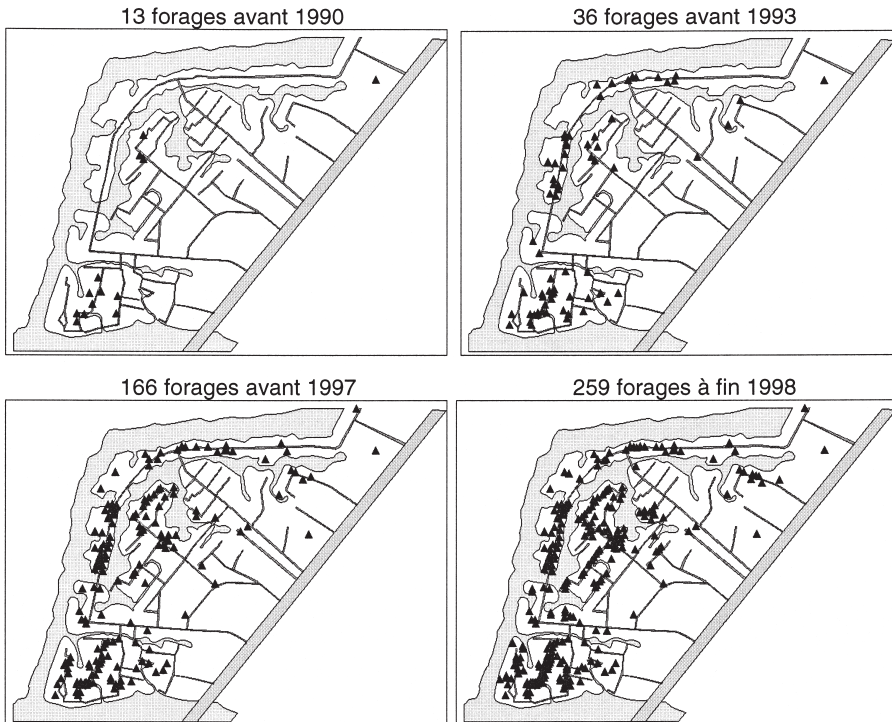 13 forages avant 1990
36 forages avant 1993
166 forages avant 1997
259 forages à fin 1998